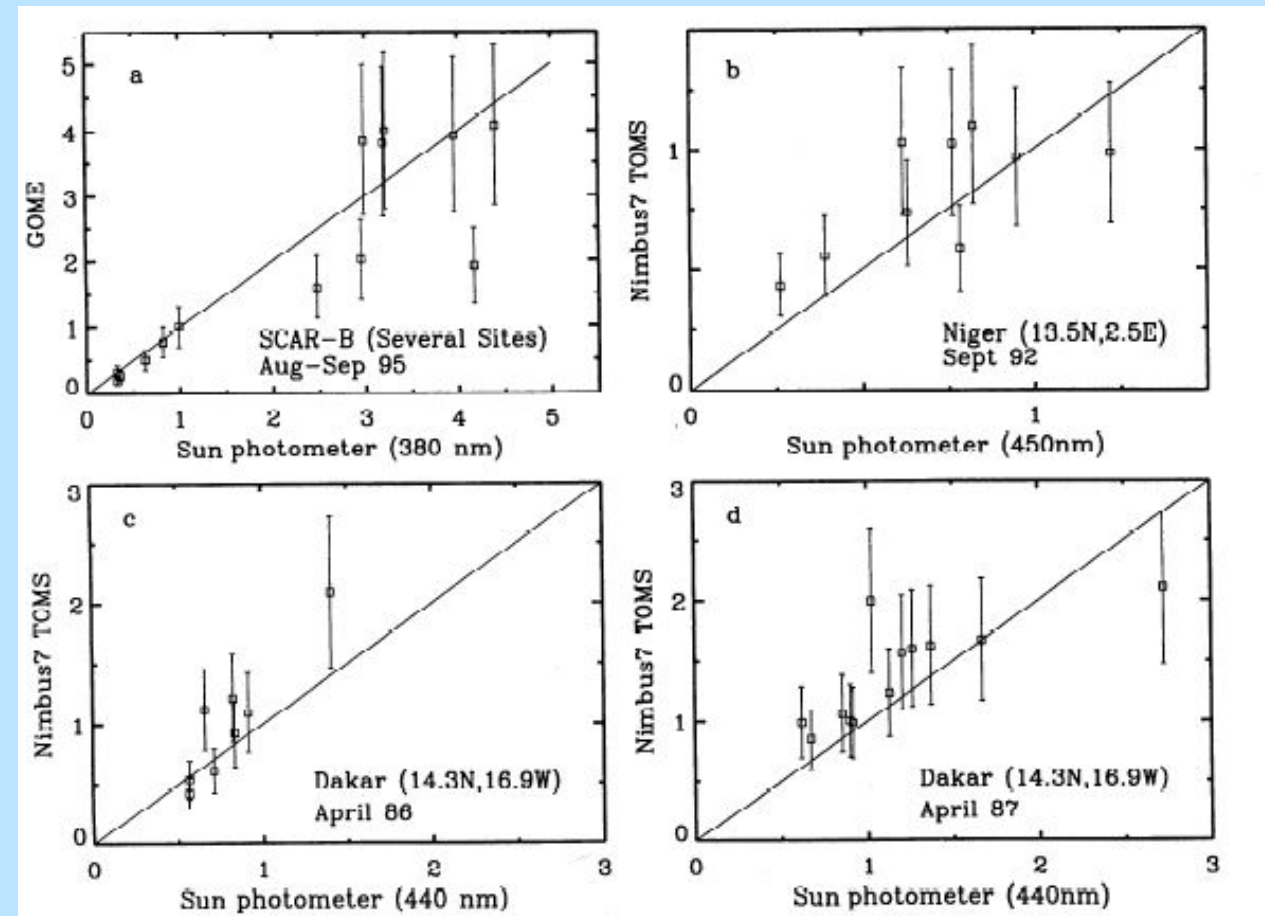 a
GOME
5
4
3
2
1
0
SCAR-B (Several Sites)
Aug-Sep 95
0 1 2 3 4 5
Sun photometer (380 nm)
b
Nimbus7 TOMS
1
0
Niger (13.5N,2.5E)
Sept 92
0 1
Sun photometer (450nm)
c
Nimbus7 TOMS
3
2
1
0
Dakar (14.3N,16.9W)
April 86
0 1 2 3
Sun photometer (440 nm)
d
Nimbus7 TOMS
3
2
1
0
Dakar (14.3N,16.9W)
April 87
0 1 2 3
Sun photometer (440nm)